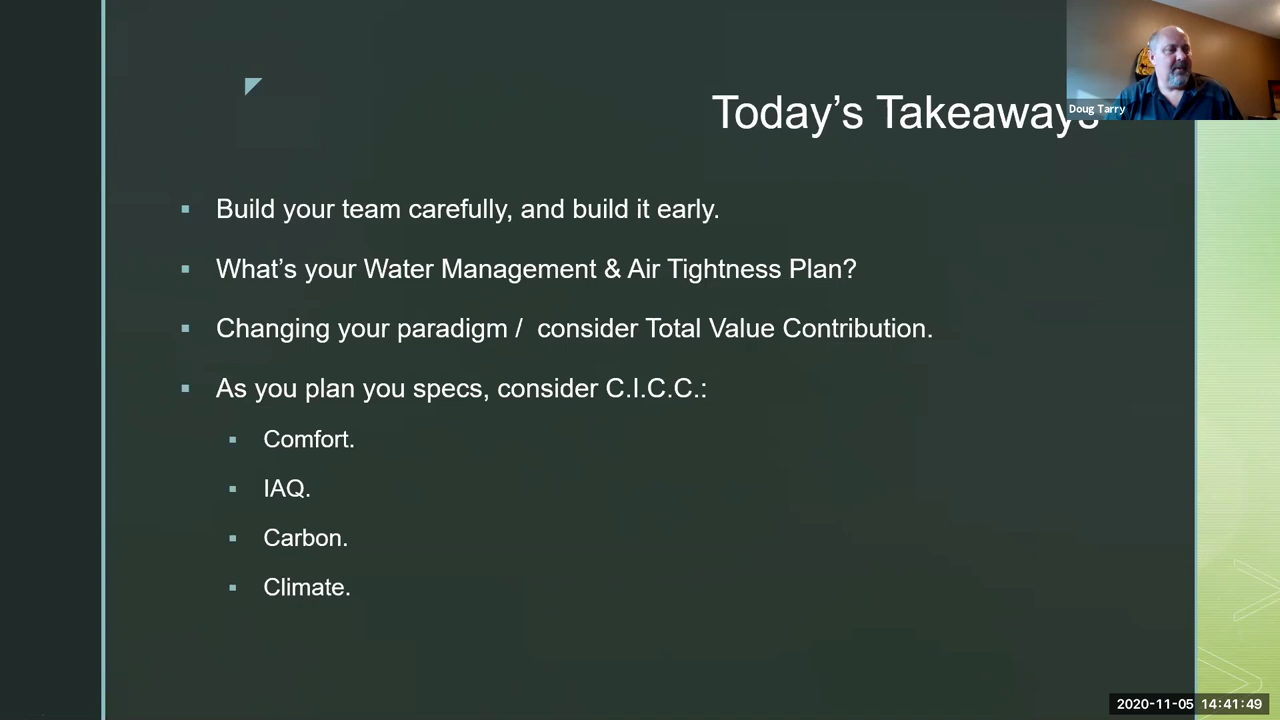 Today’s Takeaways
Doug Tarry
▪ Build your team carefully, and build it early.
▪ What’s your Water Management & Air Tightness Plan?
▪ Changing your paradigm / consider Total Value Contribution.
▪ As you plan you specs, consider C.I.C.C.:
▪ Comfort.
▪ IAQ.
▪ Carbon.
▪ Climate.
2020-11-05 14:41:49